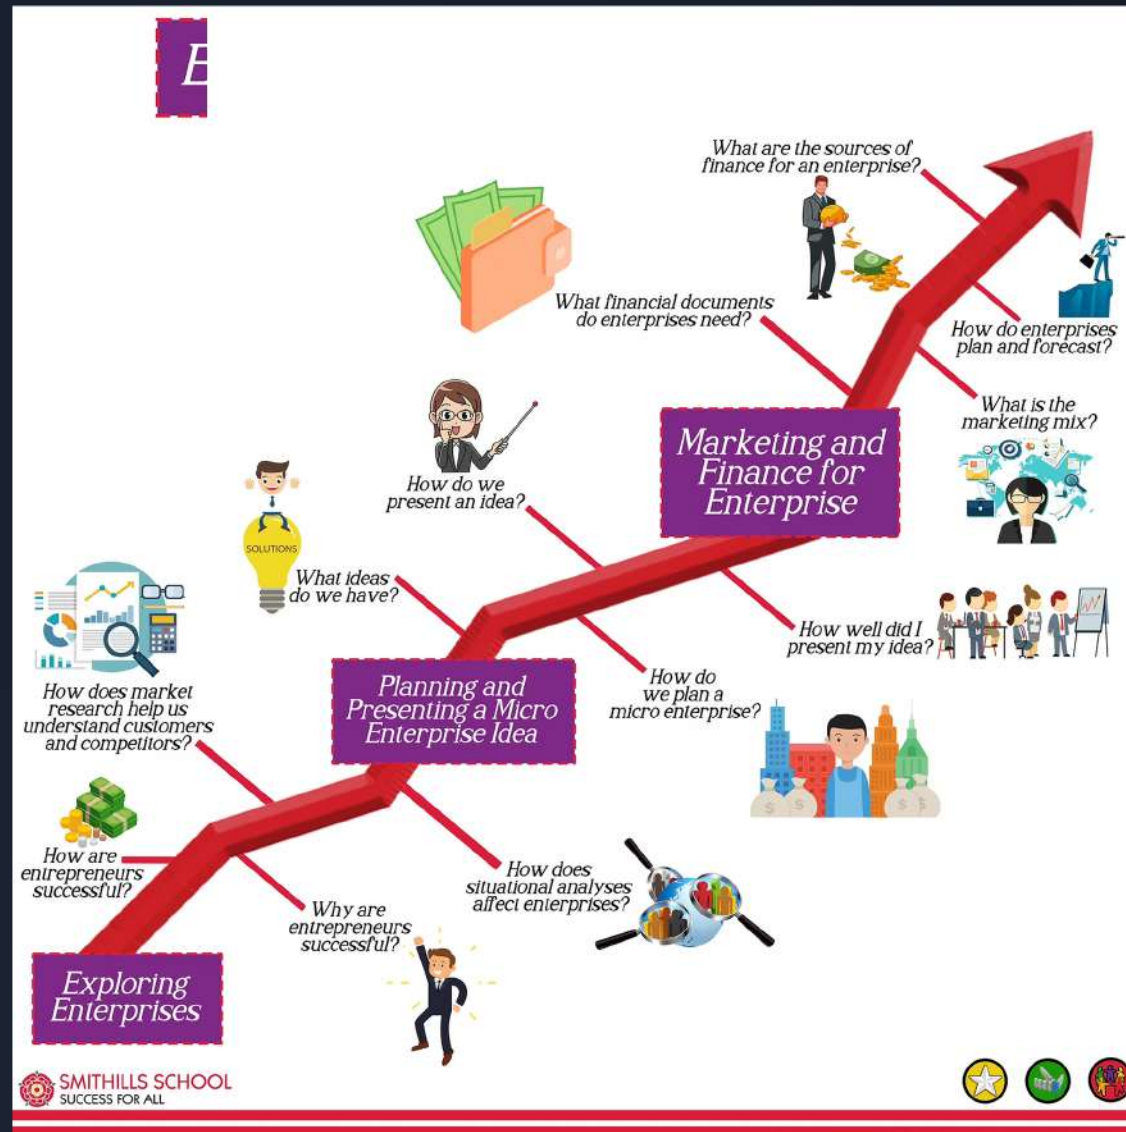 E
What are the sources of
finance for an enterprise?
What financial documents
do enterprises need?
How do enterprises
plan and forecast?
What is the
marketing mix?
Marketing and
Finance for
Enterprise
How do we
present an idea?
SOLUTIONS
What ideas
do we have?
How well did I
present my idea?
How do
we plan a
micro enterprise?
Planning and
Presenting a Micro
Enterprise Idea
How does market
research help us
understand customers
and competitors?
How are
entrepreneurs
successful?
How does
situational analyses
affect enterprises?
Why are
entrepreneurs
successful?
Exploring
Enterprises
SMITHILLS SCHOOL
SUCCESS FOR ALL